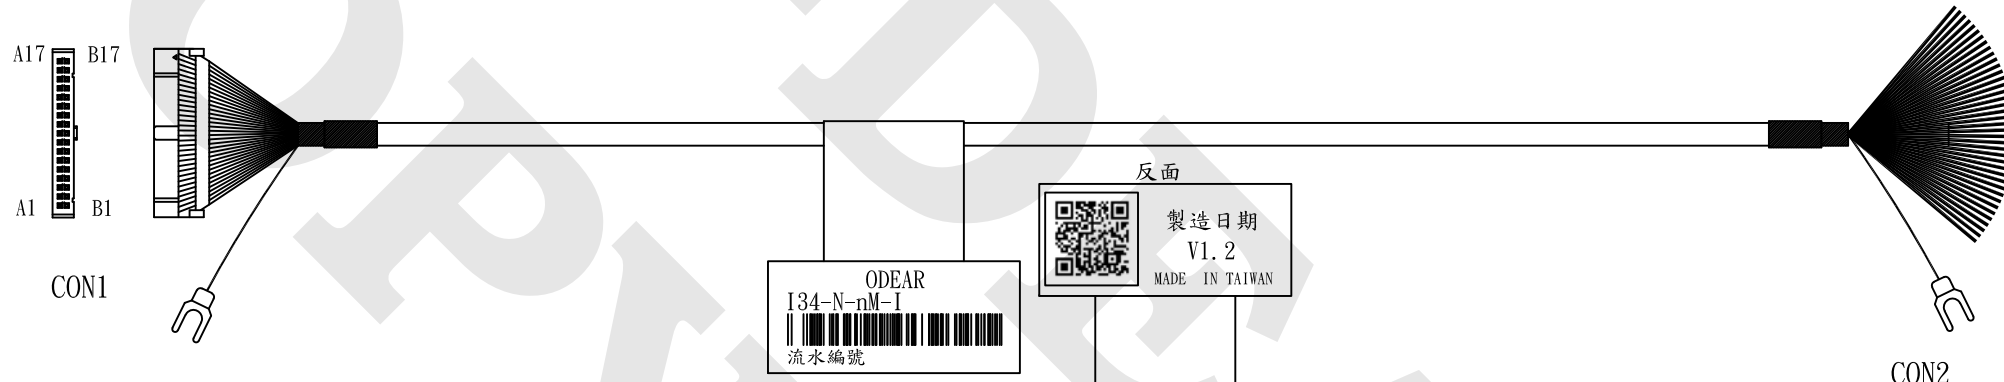 A17 B17
A1 B1
CON1
反面
製造日期
V1.2
MADE IN TAIWAN
ODEAR
I34-N-nM-I
流水編號
CON2